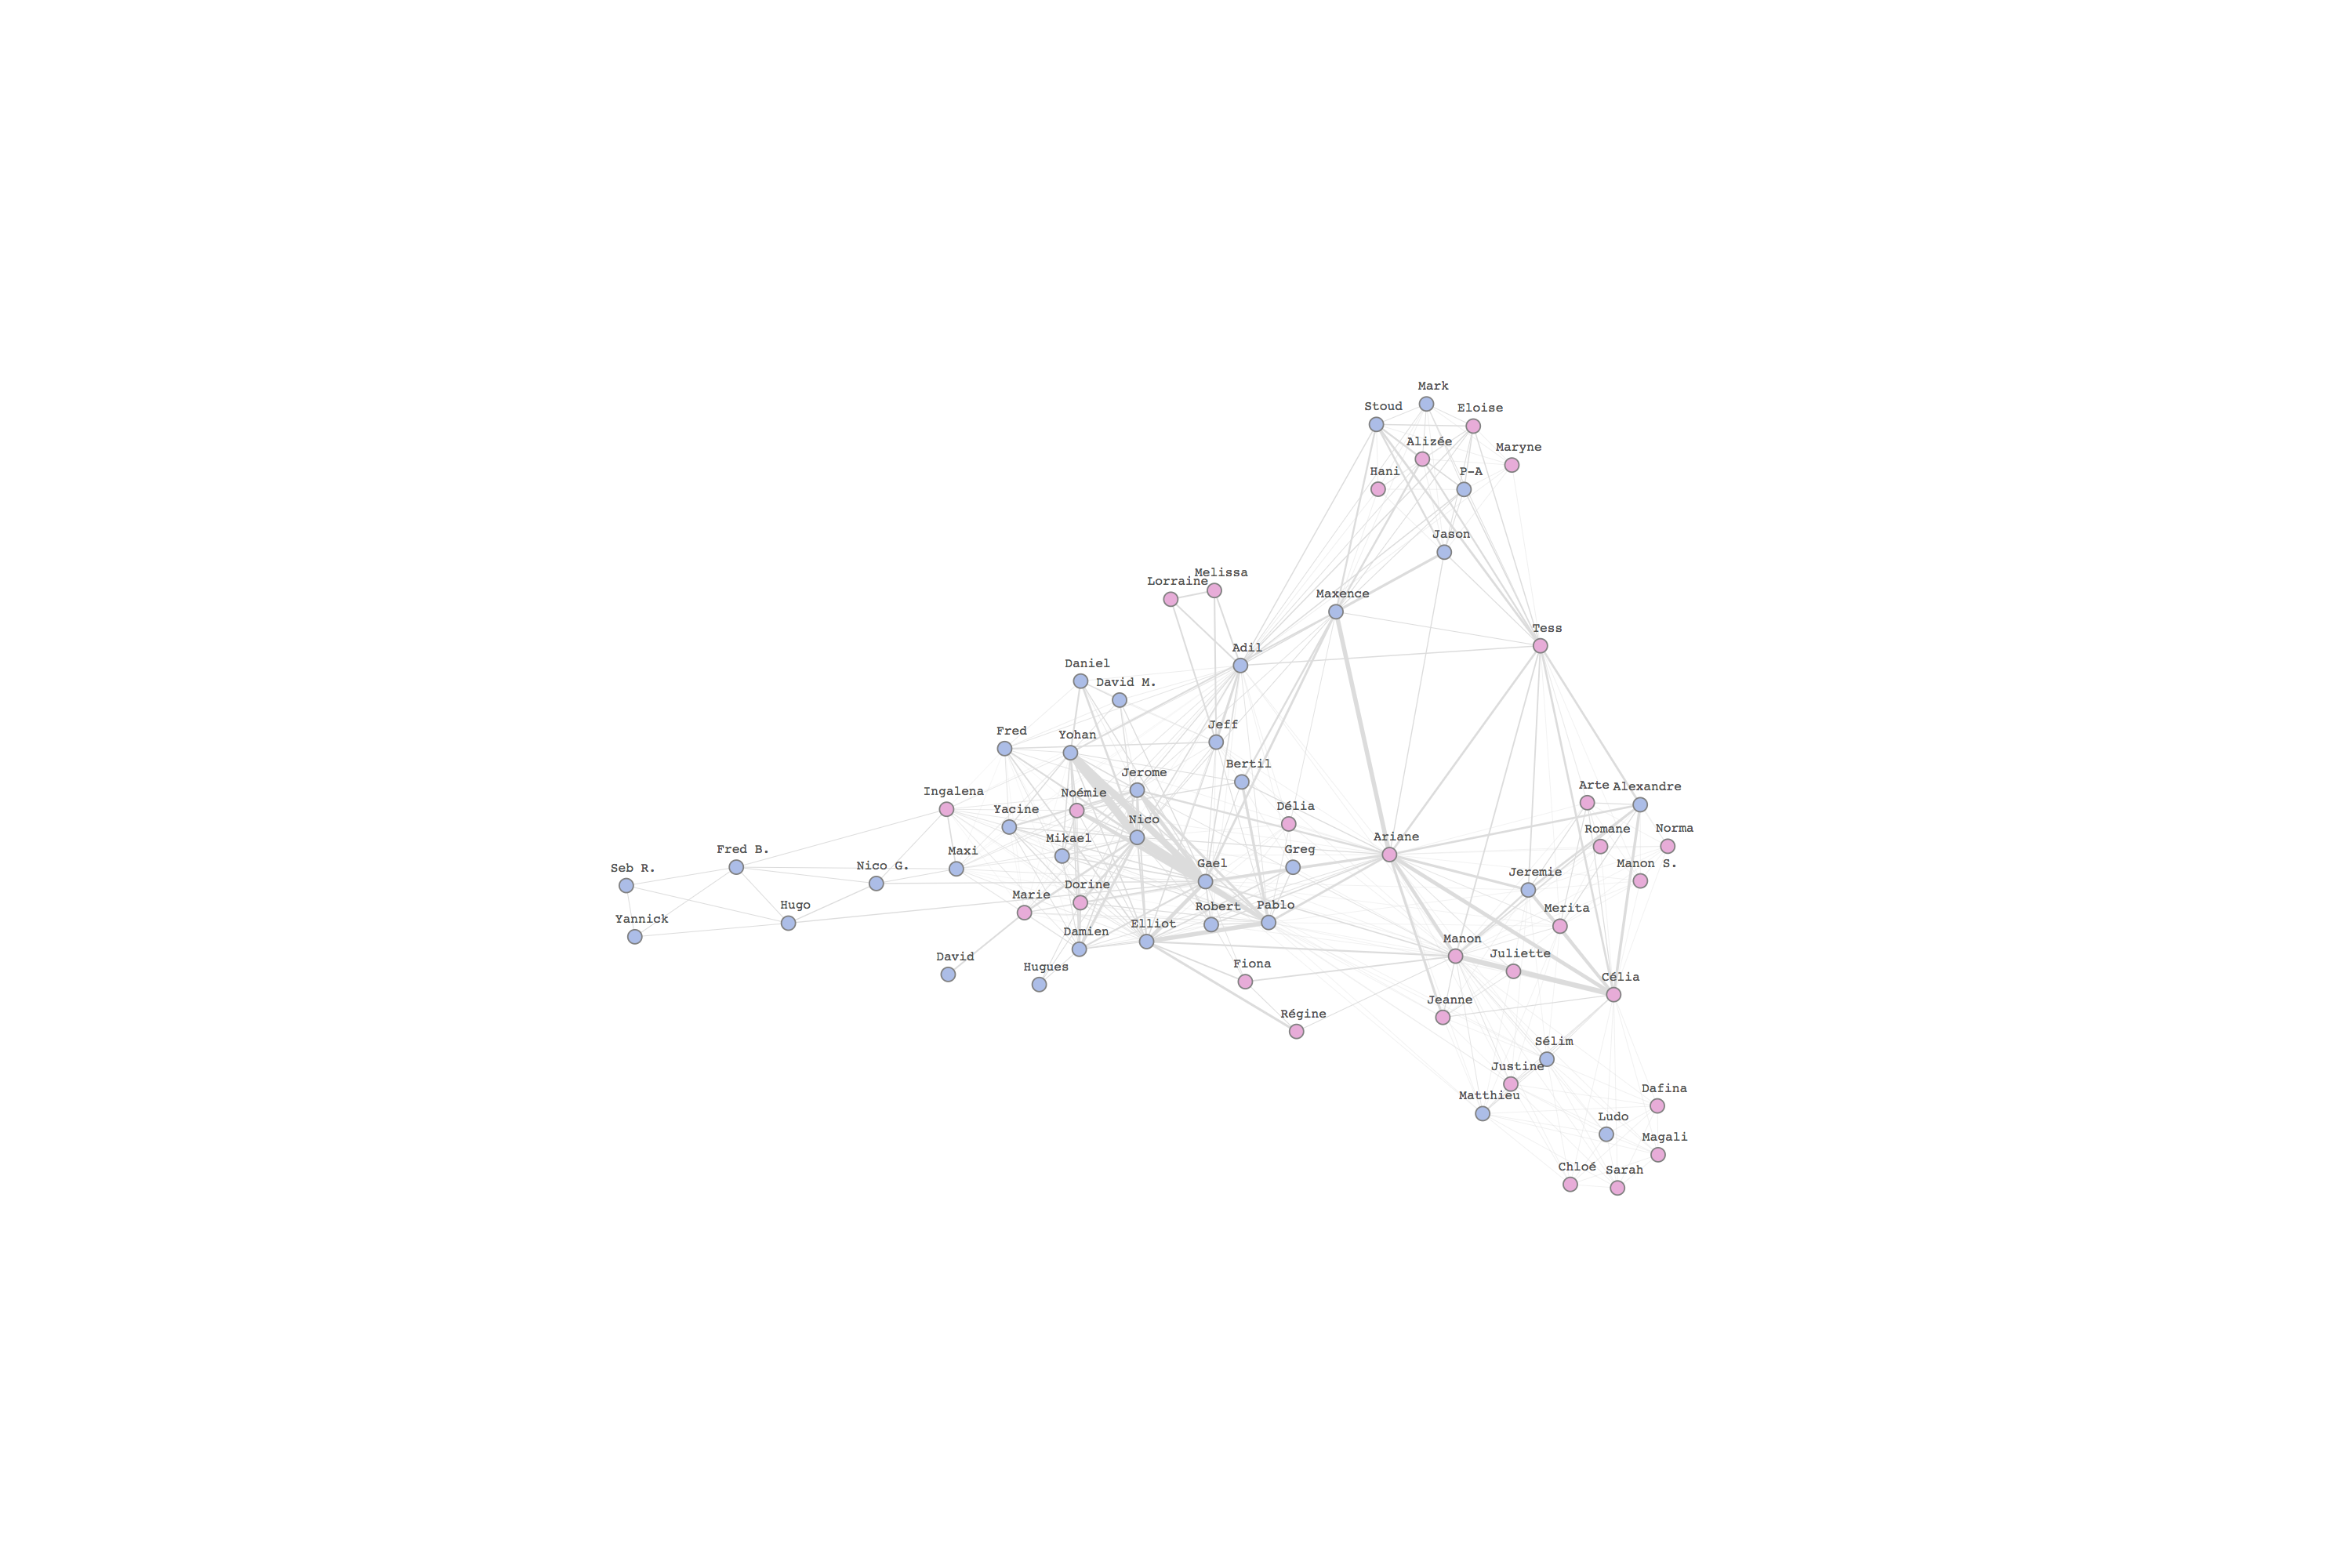 Mark
Stoud
Eloise
Alizée
Maryne
Hani
P-A
Jason
Melissa
Lorraine
Maxence
Tess
Adil
Daniel
David M.
Jeff
Fred
Yohan
Bertil
Jerome
Arte
Alexandre
Ingalena
Noémie
Yacine
Délia
Nico
Romane
Norma
Mikael
Ariane
Fred B.
Maxi
Greg
Seb R.
Nico G.
Gael
Manon S.
Jeremie
Dorine
Marie
Hugo
Robert
Pablo
Merita
Yannick
Elliot
Damien
Manon
David
Hugues
Fiona
Juliette
Célia
Jeanne
Régine
Sélim
Justine
Matthieu
Dafina
Ludo
Magali
Chloé
Sarah